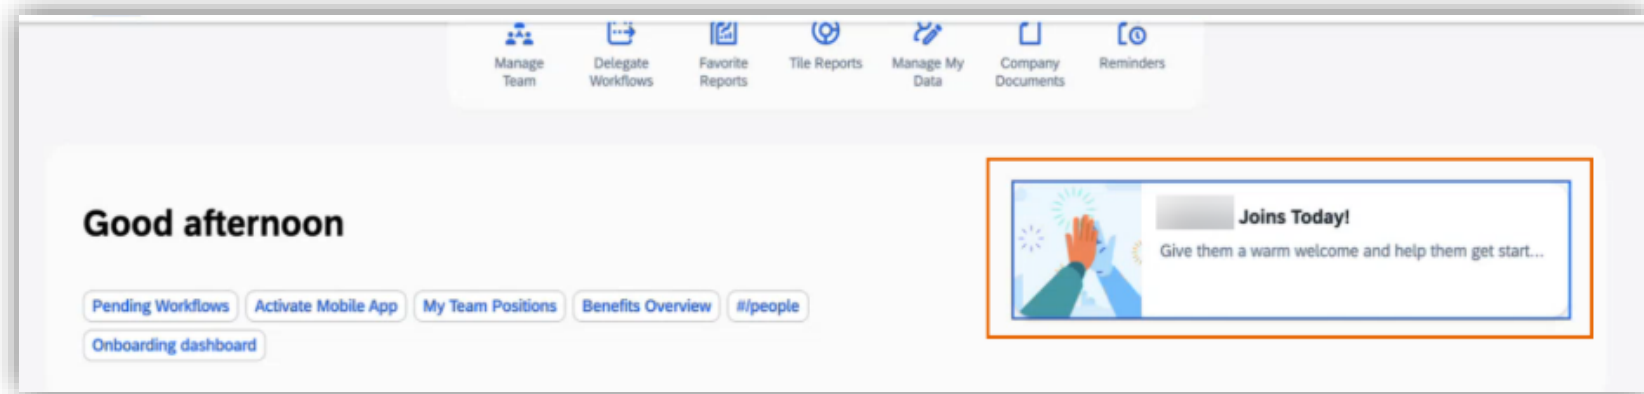 Manage Team
Delegate Workflows
Favorite Reports
Tile Reports
Manage My Data
Company Documents
Reminders
Good afternoon
Joins Today!
Give them a warm welcome and help them get start...
Pending Workflows Activate Mobile App My Team Positions Benefits Overview #/people
Onboarding dashboard